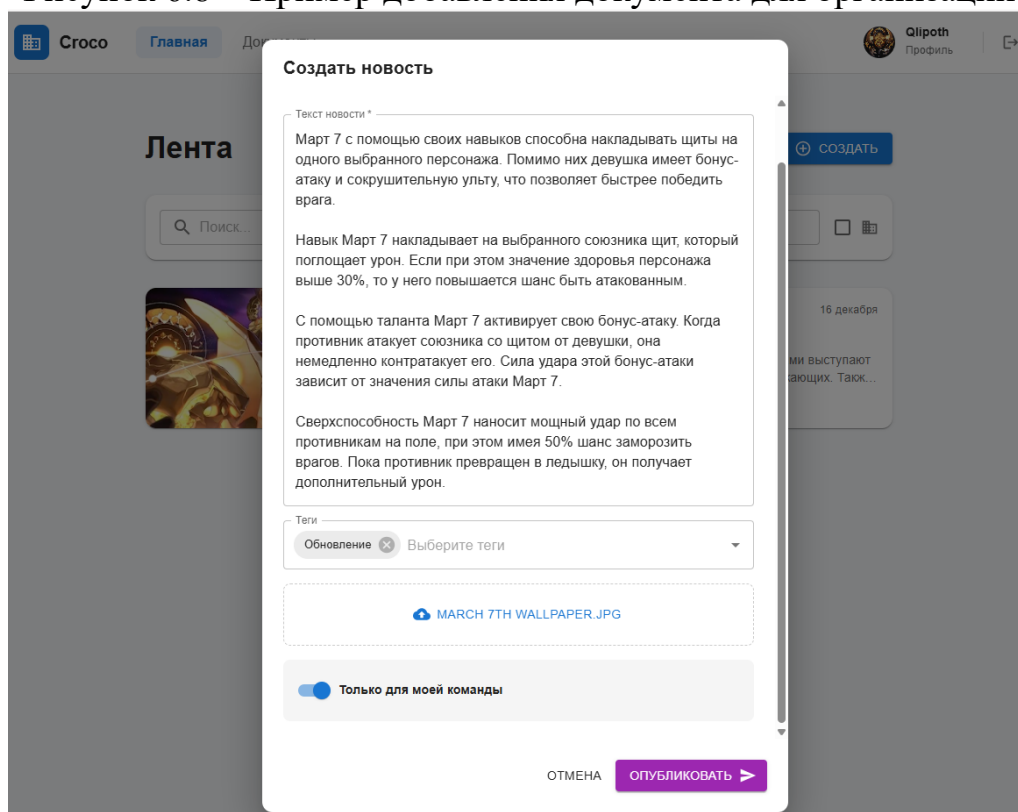 Croco
Главная
Qlipoth
Профиль
Создать новость
Лента
СОЗДАТЬ
Поиск...
Текст новости *
Март 7 с помощью своих навыков способна накладывать щиты на
одного выбранного персонажа. Помимо них девушка имеет бонус-
атаку и сокрушительную ульту, что позволяет быстрее победить
врага.
Навык Март 7 накладывает на выбранного союзника щит, который
поглощает урон. Если при этом значение здоровья персонажа
выше 30%, то у него повышается шанс быть атакованным.
С помощью таланта Март 7 активирует свою бонус-атаку. Когда
противник атакует союзника со щитом от девушки, она
немедленно контратакует его. Сила удара этой бонус-атаки
зависит от значения силы атаки Март 7.
Сверхспособность Март 7 наносит мощный удар по всем
противникам на поле, при этом имея 50% шанс заморозить
врагов. Пока противник превращен в ледышку, он получает
дополнительный урон.
16 декабря
выступают
Такж...
Теги
Обновление
Выберите теги
MARCH 7TH WALLPAPER.JPG
Только для моей команды
ОТМЕНА
ОПУБЛИКОВАТЬ